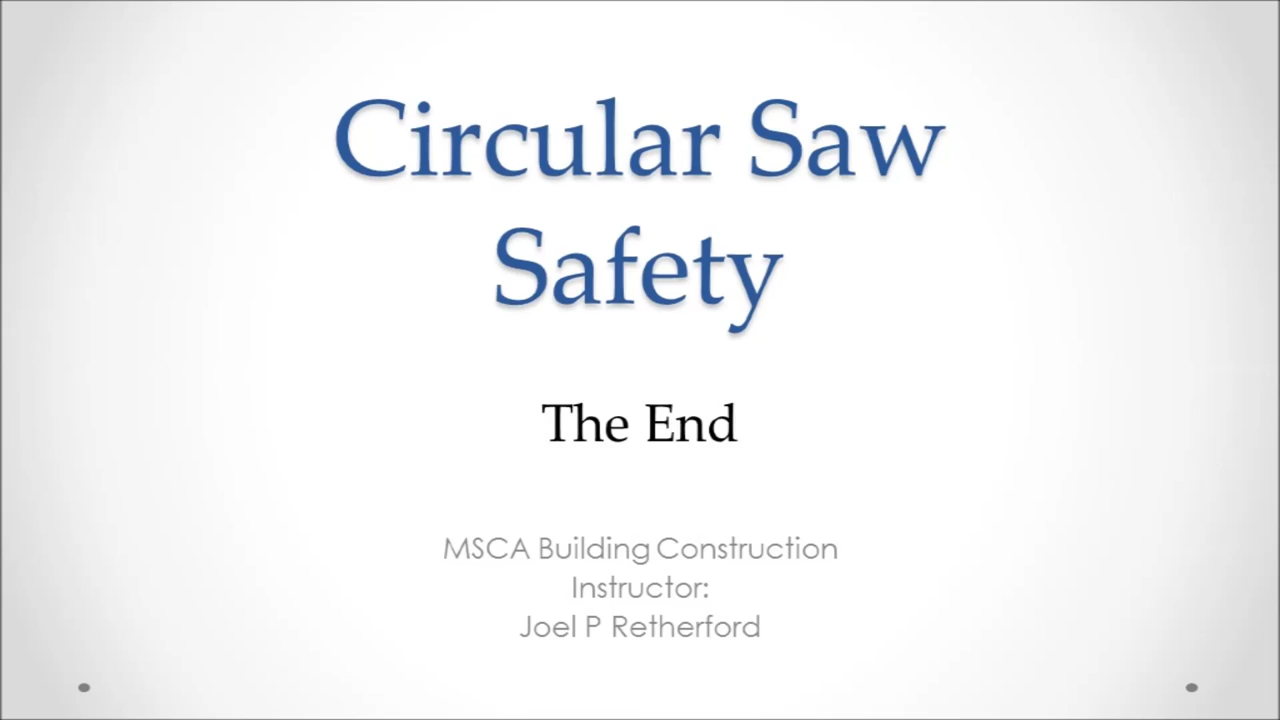 Circular Saw
Safety
The End
MSCA Building Construction
Instructor:
Joel P Retherford